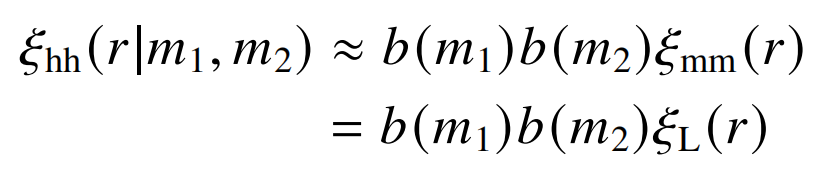 ξhh(r|m₁, m₂) ≈ b(m₁)b(m₂)ξmm(r)
= b(m₁)b(m₂)ξL(r)